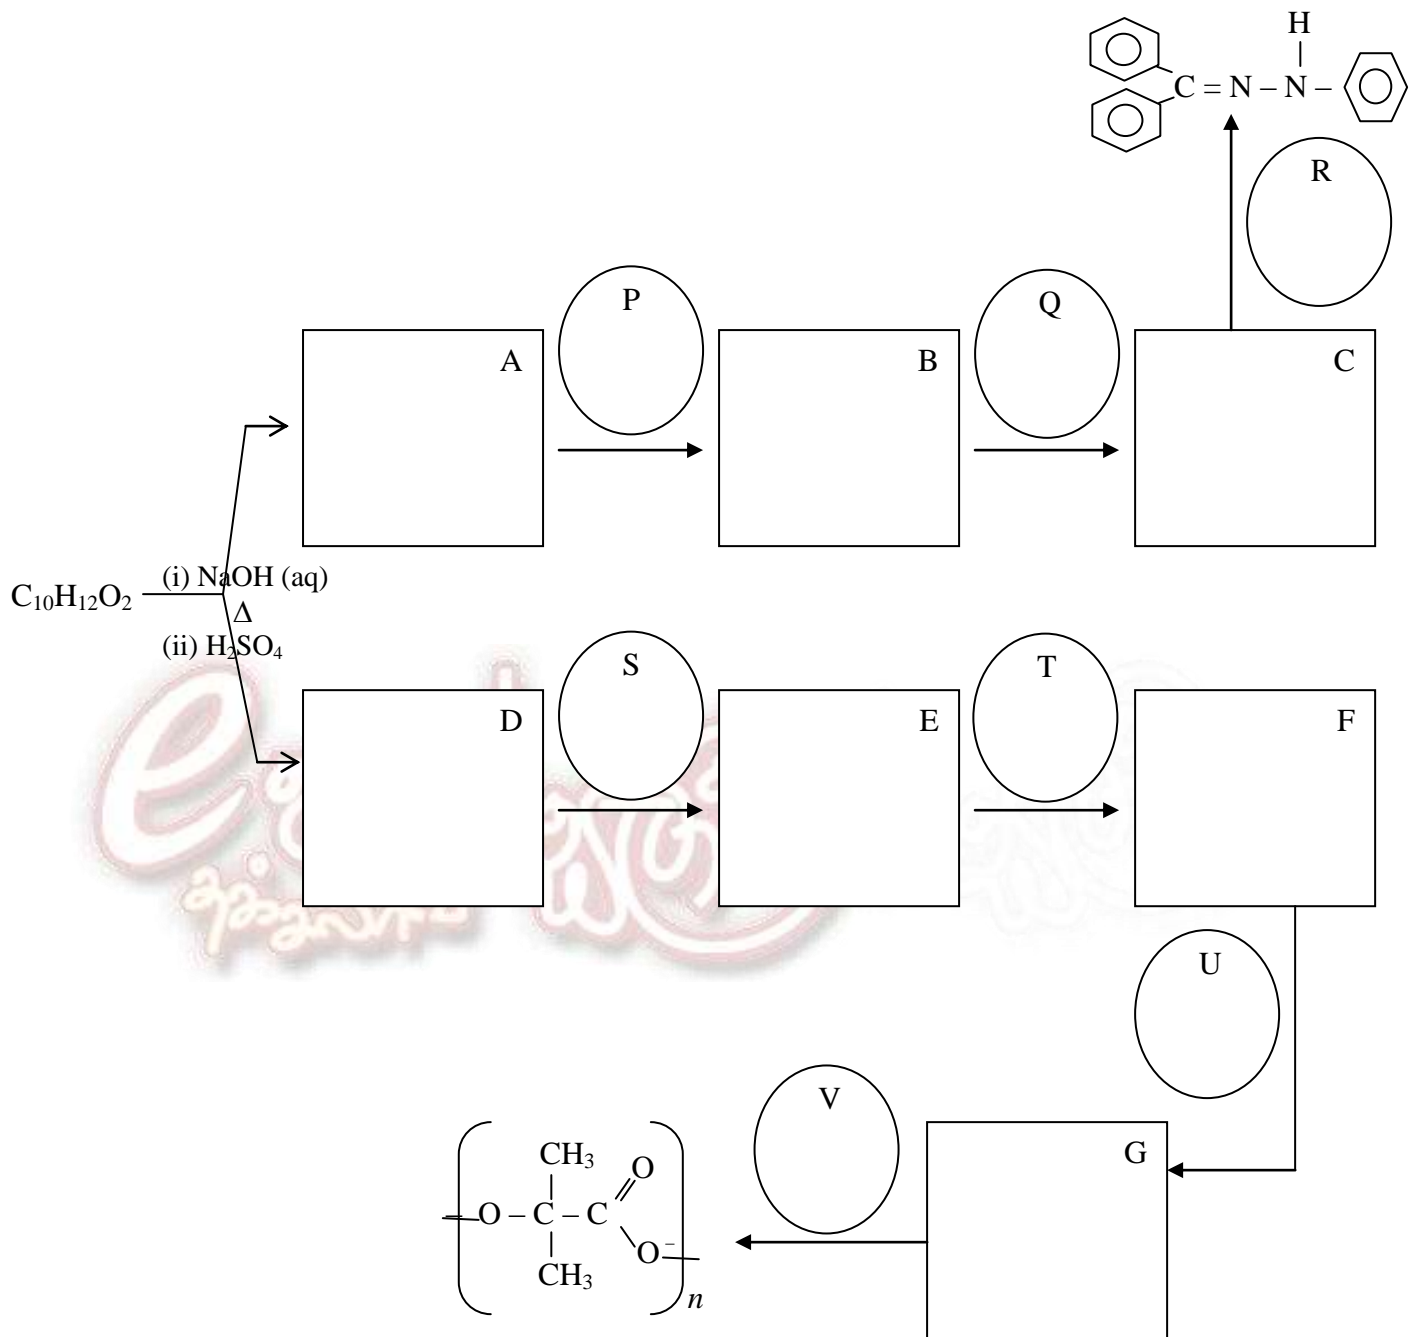 H
C = N – N –
R
P
Q
A
B
C
(i) NaOH (aq)
C₁₀H₁₂O₂
Δ
(ii) H₂SO₄
S
T
D
E
F
U
V
G
CH₃
O
– O – C – C
O⁻
CH₃
n